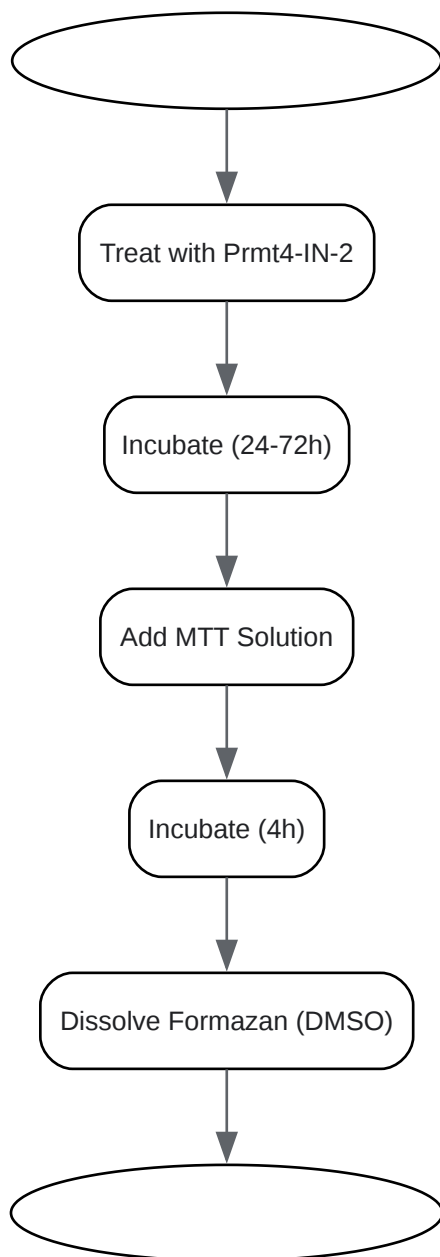 Treat with Prmt4-IN-2
Incubate (24-72h)
Add MTT Solution
Incubate (4h)
Dissolve Formazan (DMSO)